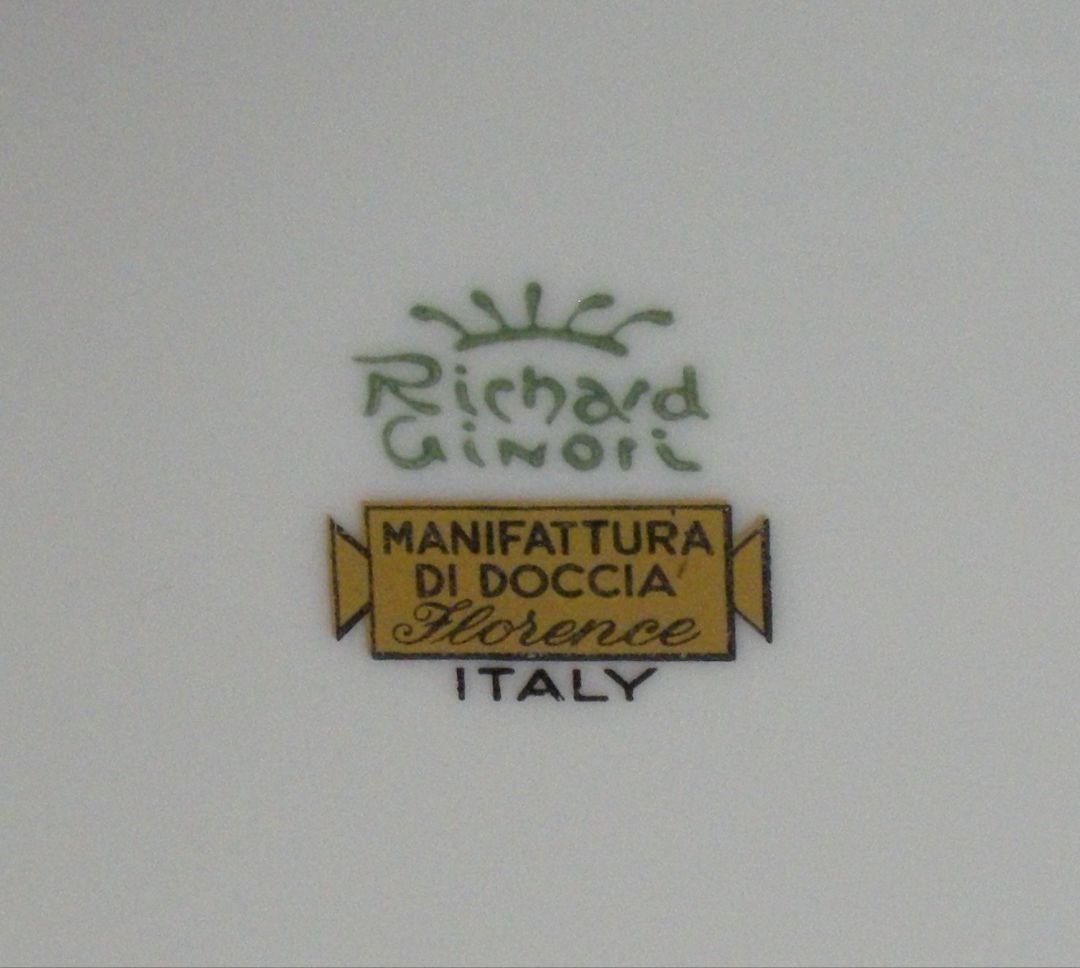 Richard
Ginori
MANIFATTURA
DI DOCCIA
Florence
ITALY